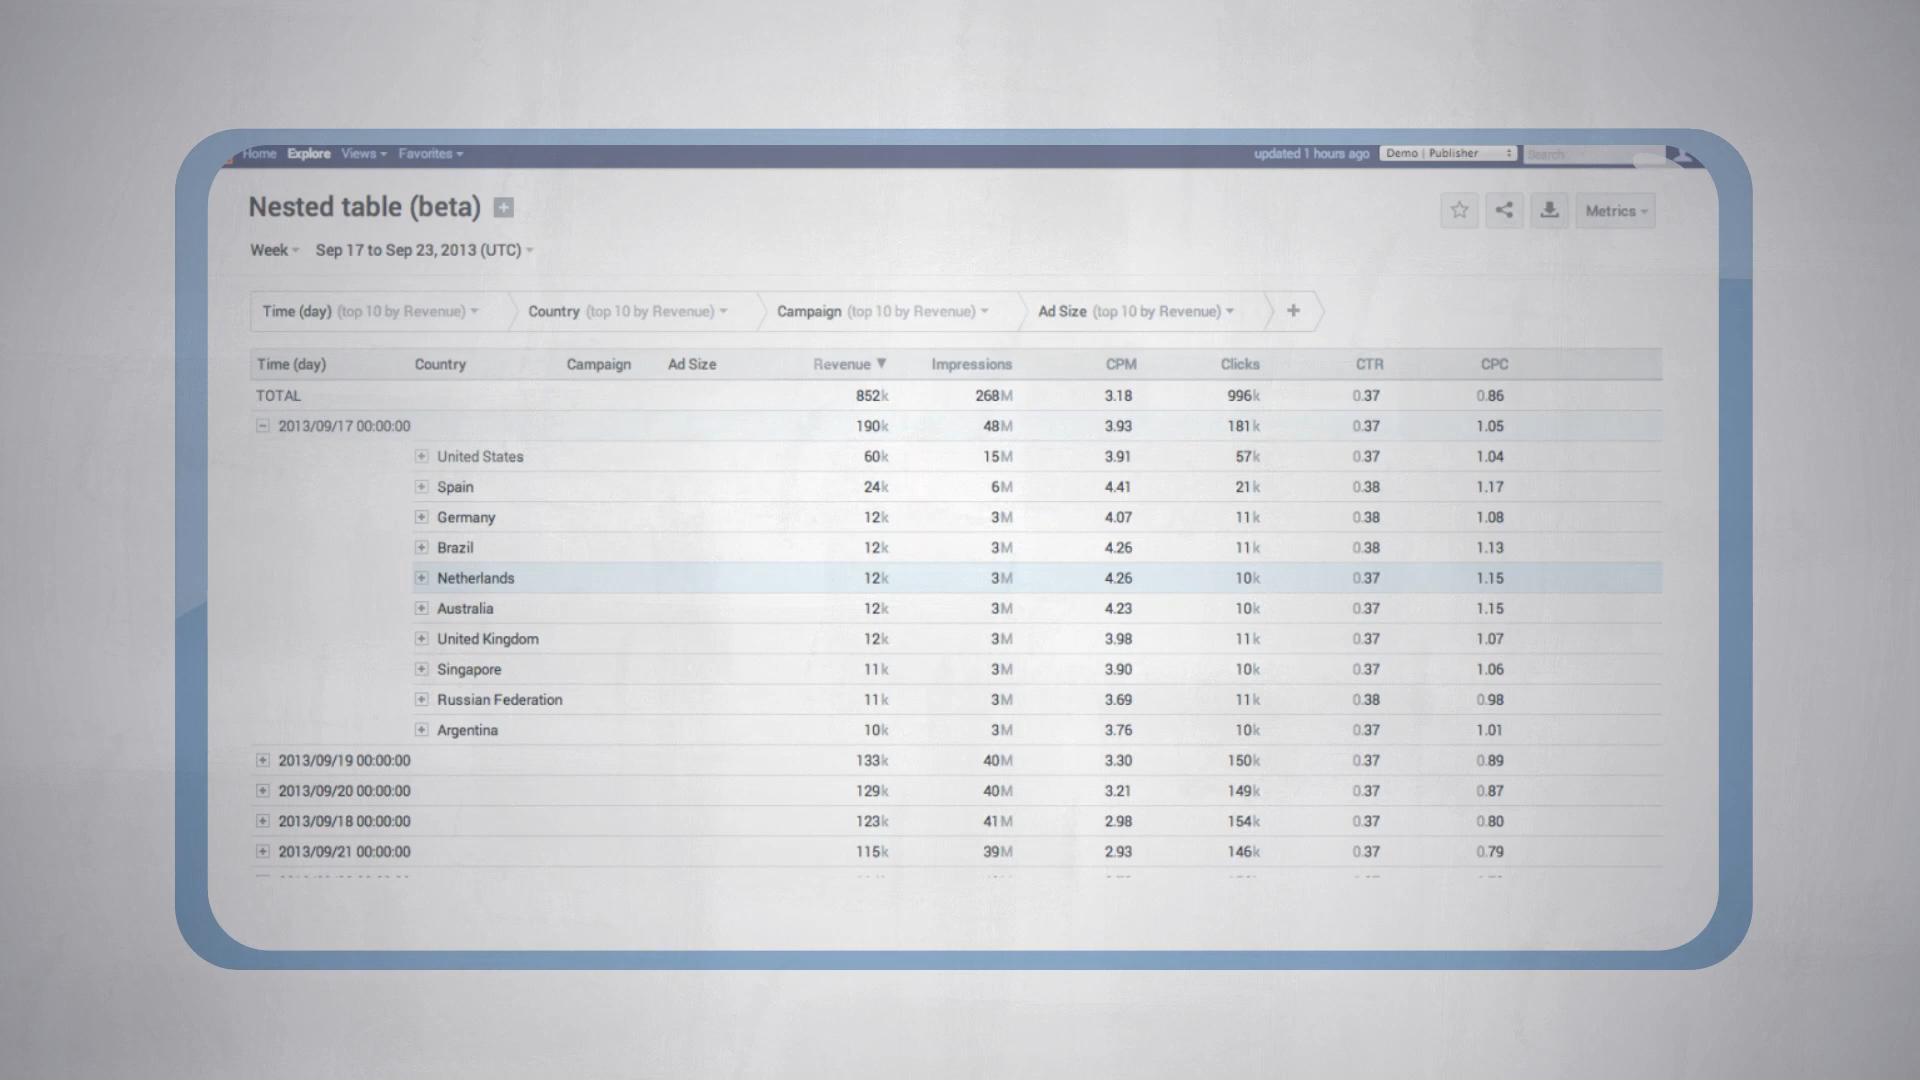 Home Explore Views Favorites updated 1 hours ago Demo | Publisher Search
Nested table (beta) +
Metrics
Week Sep 17 to Sep 23, 2013 (UTC)
Time (day) (top 10 by Revenue) Country (top 10 by Revenue) Campaign (top 10 by Revenue) Ad Size (top 10 by Revenue) +
Time (day) Country Campaign Ad Size Revenue ▼ Impressions CPM Clicks CTR CPC
TOTAL 852k 268M 3.18 996k 0.37 0.86
2013/09/17 00:00:00 190k 48M 3.93 181k 0.37 1.05
United States 60k 15M 3.91 57k 0.37 1.04
Spain 24k 6M 4.41 21k 0.38 1.17
Germany 12k 3M 4.07 11k 0.38 1.08
Brazil 12k 3M 4.26 11k 0.38 1.13
Netherlands 12k 3M 4.26 10k 0.37 1.15
Australia 12k 3M 4.23 10k 0.37 1.15
United Kingdom 12k 3M 3.98 11k 0.37 1.07
Singapore 11k 3M 3.90 10k 0.37 1.06
Russian Federation 11k 3M 3.69 11k 0.38 0.98
Argentina 10k 3M 3.76 10k 0.37 1.01
2013/09/19 00:00:00 133k 40M 3.30 150k 0.37 0.89
2013/09/20 00:00:00 129k 40M 3.21 149k 0.37 0.87
2013/09/18 00:00:00 123k 41M 2.98 154k 0.37 0.80
2013/09/21 00:00:00 115k 39M 2.93 146k 0.37 0.79